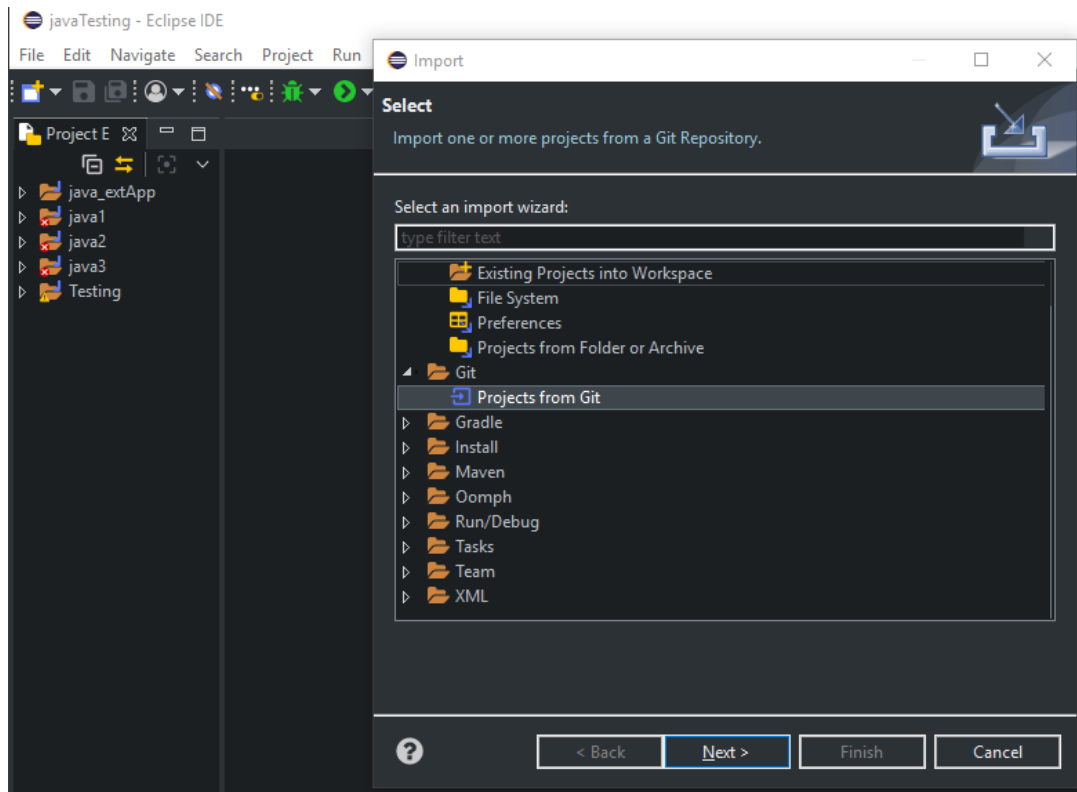 javaTesting - Eclipse IDE
File Edit Navigate Search Project Run
Project E
java_extApp
java1
java2
java3
Testing
Import
Select
Import one or more projects from a Git Repository.
Select an import wizard:
type filter text
Existing Projects into Workspace
File System
Preferences
Projects from Folder or Archive
Git
Projects from Git
Gradle
Install
Maven
Oomph
Run/Debug
Tasks
Team
XML
< Back Next > Finish Cancel